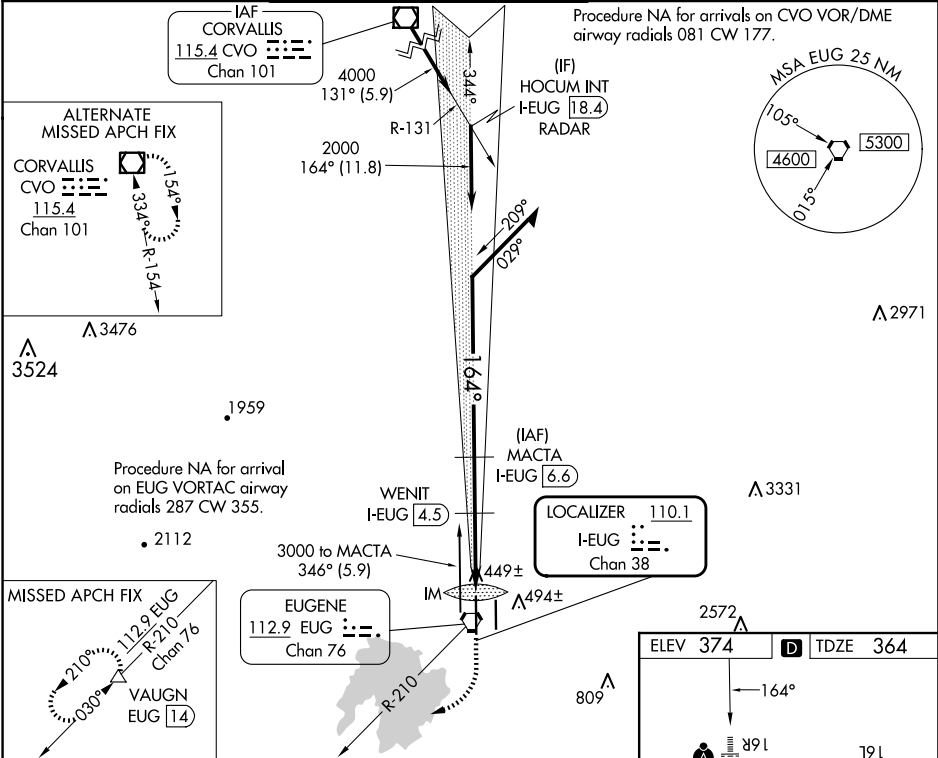 IAF
CORVALLIS
115.4 CVO
Chan 101
4000
131° (5.9)
R-131
344°
(IF)
HOCUM INT
I-EUG 18.4
RADAR
Procedure NA for arrivals on CVO VOR/DME
airway radials 081 CW 177.
MSA EUG 25 NM
105°
4600
5300
015°
ALTERNATE
MISSED APCH FIX
CORVALLIS
CVO
115.4
Chan 101
154°
334°
R-154
2000
164° (11.8)
209°
029°
3476
3524
2971
164°
1959
Procedure NA for arrival
on EUG VORTAC airway
radials 287 CW 355.
2112
(IAF)
MACTA
I-EUG 6.6
WENIT
I-EUG 4.5
3331
LOCALIZER 110.1
I-EUG
Chan 38
3000 to MACTA
346° (5.9)
449±
IM
494±
EUGENE
112.9 EUG
Chan 76
R-210
MISSED APCH FIX
112.9 EUG
R-210
Chan 76
210°
030°
VAUGN
EUG 14
2572
809
ELEV 374 D TDZE 364
164°
16R
16L